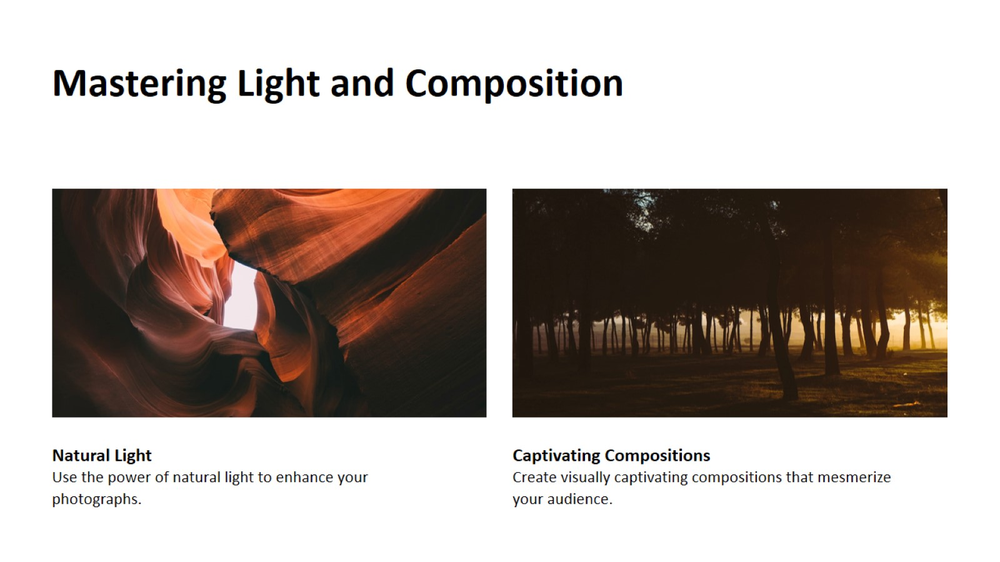 Mastering Light and Composition
Natural Light
Use the power of natural light to enhance your
photographs.
Captivating Compositions
Create visually captivating compositions that mesmerize
your audience.